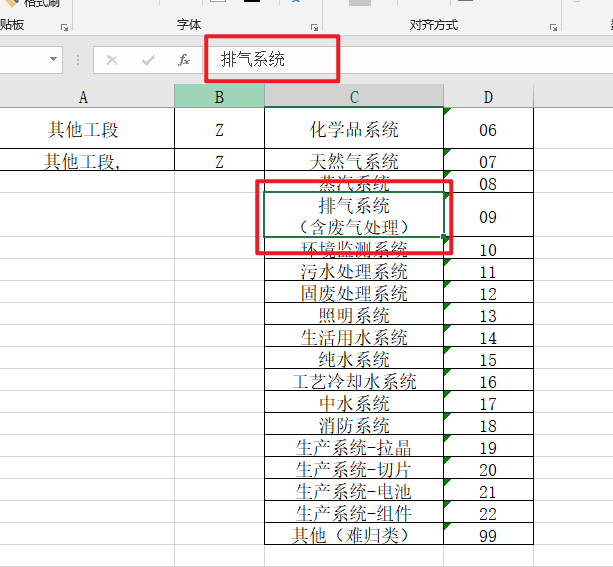 格式刷
贴板 字体 对齐方式
fx 排气系统
A B C D
其他工段 Z 化学品系统 06
其他工段, Z 天然气系统 07
蒸汽系统 08
排气系统
（含废气处理） 09
环境监测系统 10
污水处理系统 11
固废处理系统 12
照明系统 13
生活用水系统 14
纯水系统 15
工艺冷却水系统 16
中水系统 17
消防系统 18
生产系统-拉晶 19
生产系统-切片 20
生产系统-电池 21
生产系统-组件 22
其他（难归类） 99